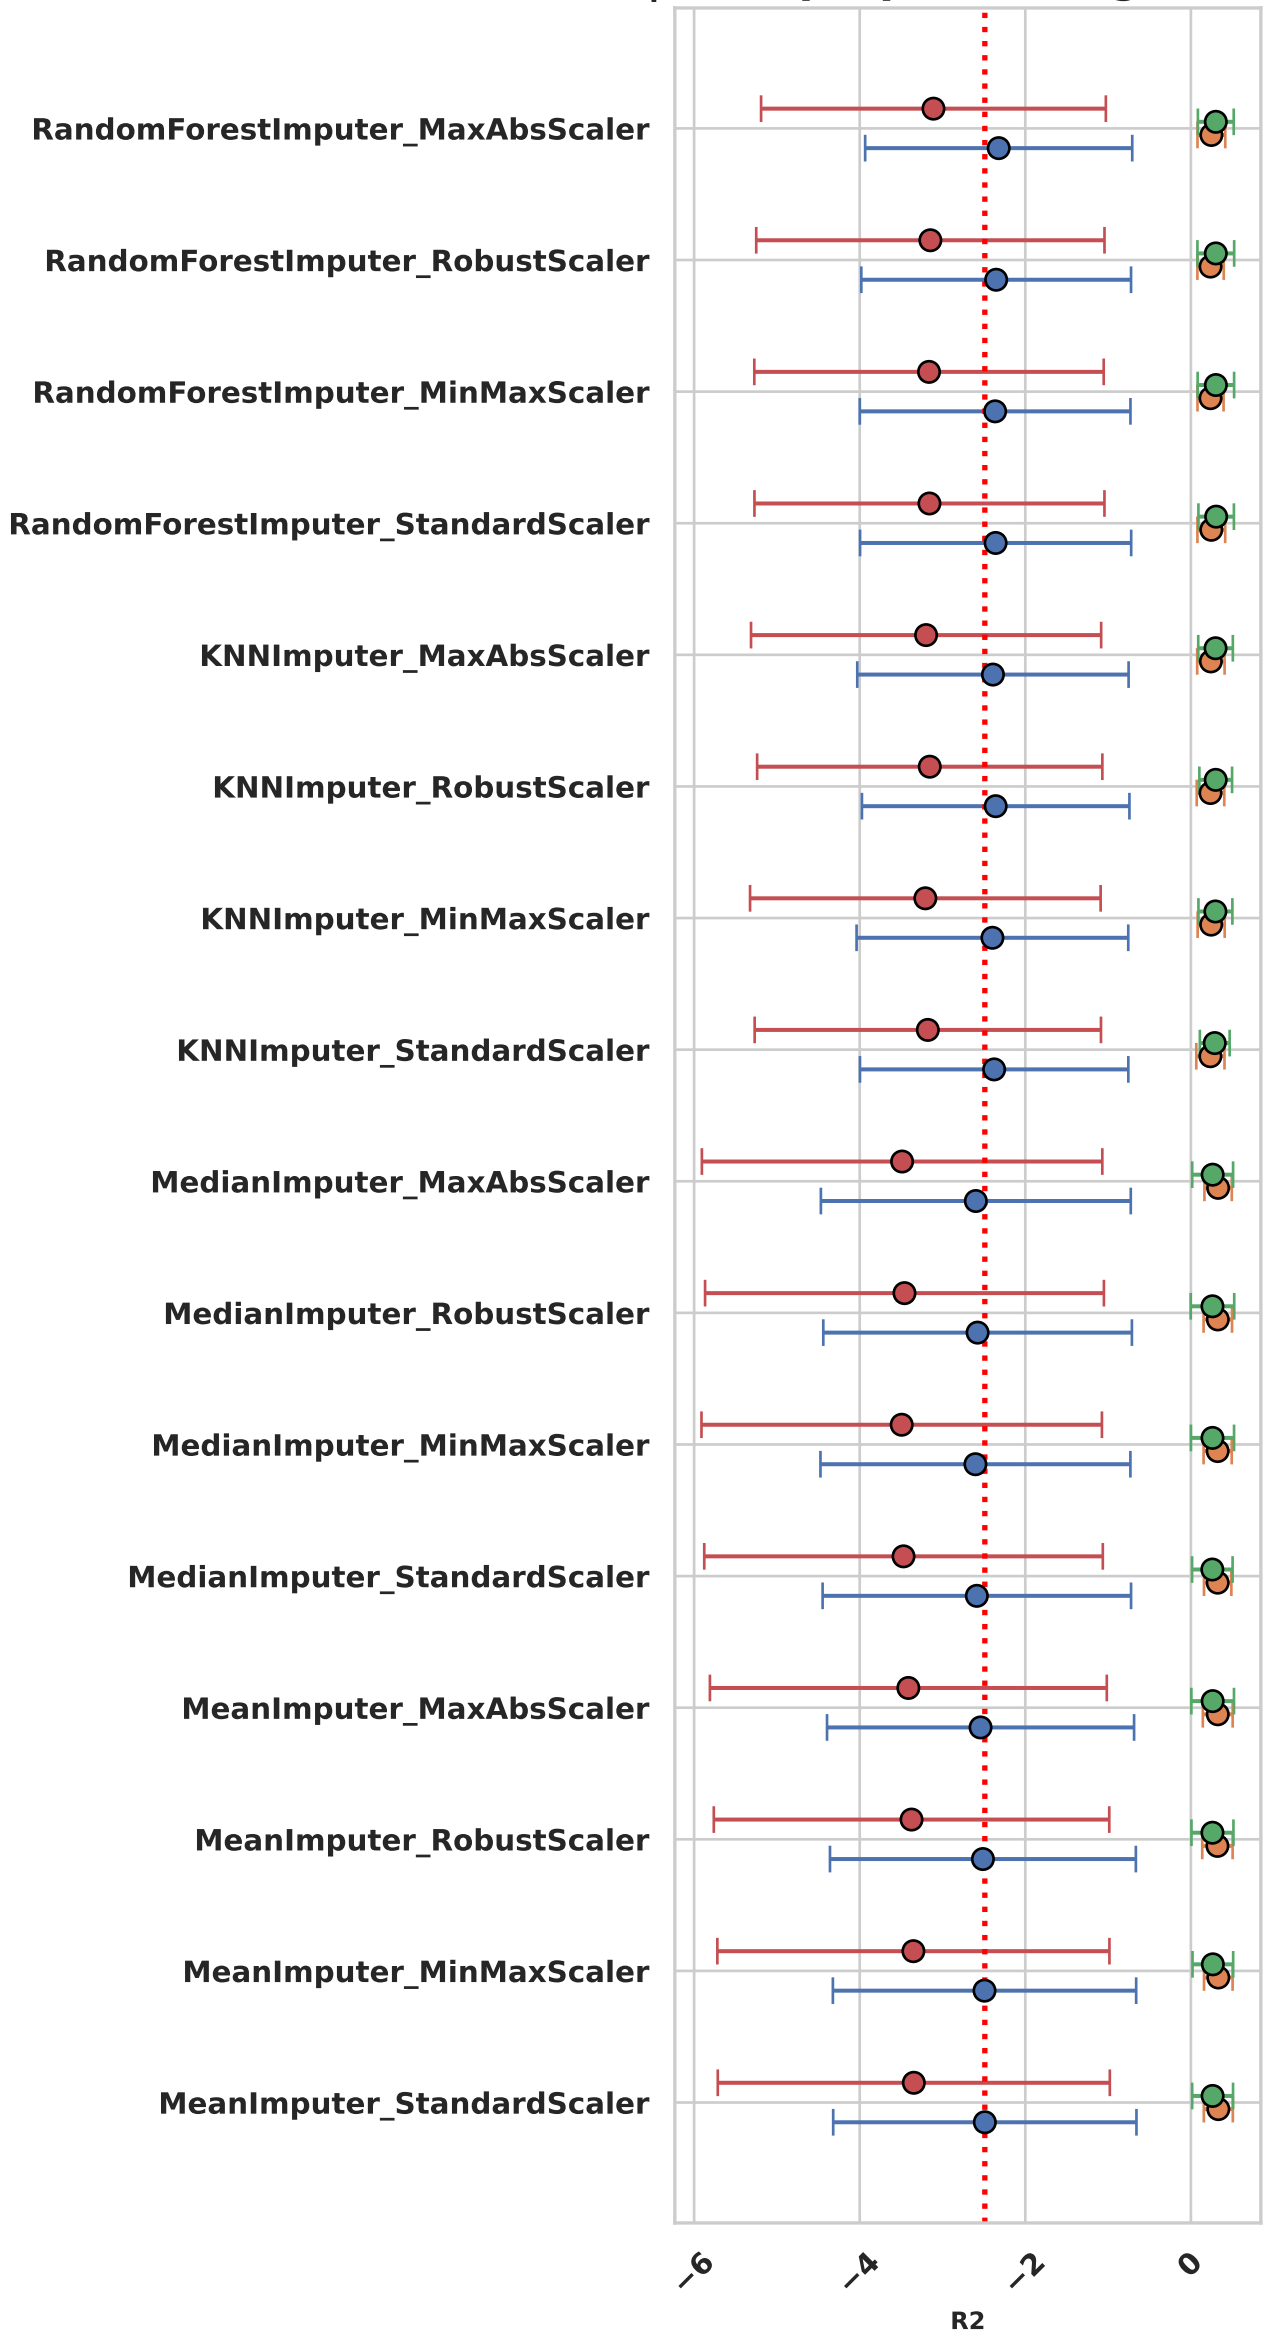 RandomForestImputer_MaxAbsScaler
RandomForestImputer_RobustScaler
RandomForestImputer_MinMaxScaler
RandomForestImputer_StandardScaler
KNNImputer_MaxAbsScaler
KNNImputer_RobustScaler
KNNImputer_MinMaxScaler
KNNImputer_StandardScaler
MedianImputer_MaxAbsScaler
MedianImputer_RobustScaler
MedianImputer_MinMaxScaler
MedianImputer_StandardScaler
MeanImputer_MaxAbsScaler
MeanImputer_RobustScaler
MeanImputer_MinMaxScaler
MeanImputer_StandardScaler
−6 −4 −2 0
R2